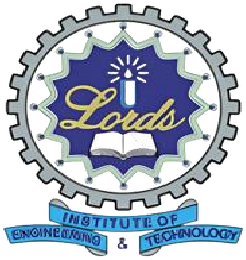 Lords
INSTITUTE OF
ENGINEERING & TECHNOLOGY